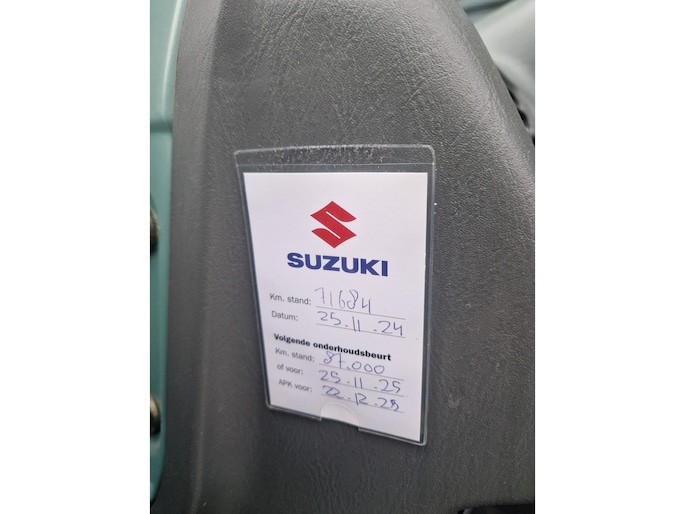 SUZUKI
Km. stand: 71684
Datum: 25.11.24
Volgende onderhoudsbeurt
Km. stand: 87.000
of voor: 25.11.25
APK voor: 22.12.25